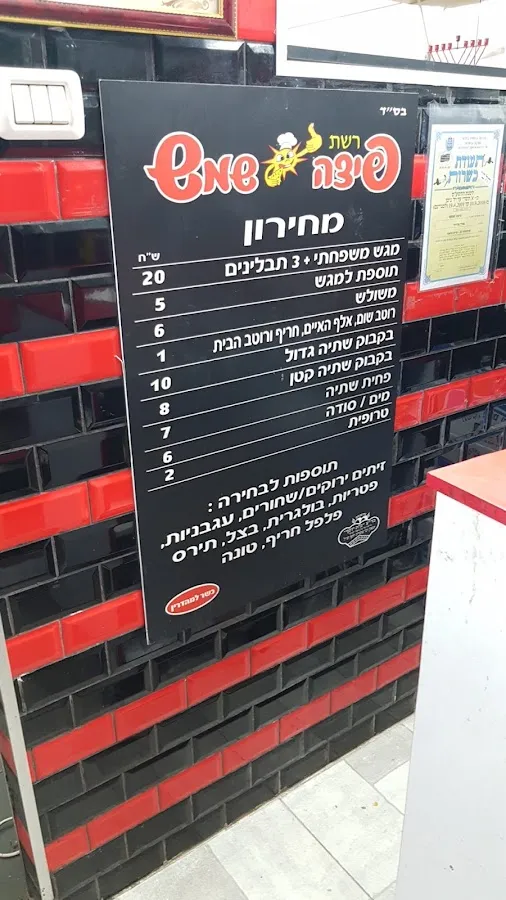 בס״ד
רשת
פיצה שמש
מחירון
ש"ח
מגש משפחתי + 3 תבלינים 20
תוספת למגש 5
משולש 6
רוטב שום, אלף האיים, חריף ורוטב הבית 1
בקבוק שתיה גדול 10
בקבוק שתיה קטן 8
פחית שתיה 7
מים / סודה 6
טרופית 2
תוספות לבחירה :
זיתים ירוקים/שחורים, עגבניות,
פטריות, בולגרית, בצל, תירס
פלפל חריף, טונה
כשר למהדרין
תעודת
כשרות